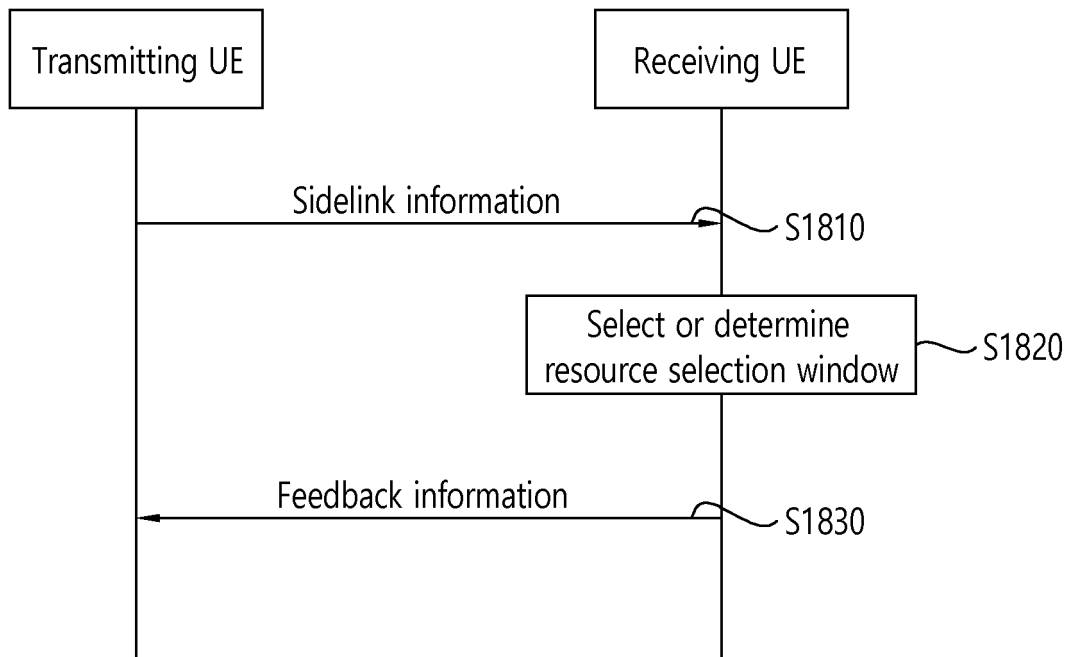 Transmitting UE
Receiving UE
Sidelink information
S1810
Select or determine
resource selection window
S1820
Feedback information
S1830